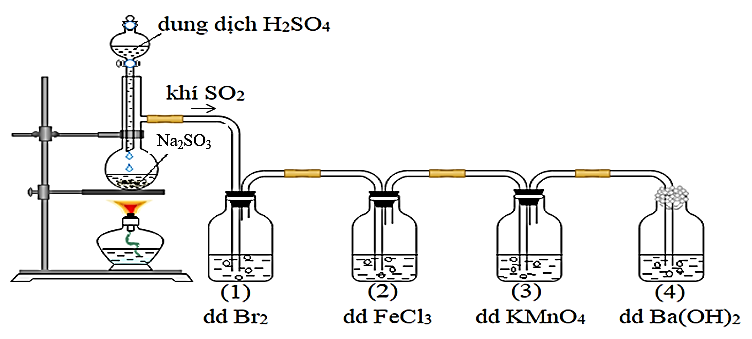 dung dịch H₂SO₄
khí SO₂
Na₂SO₃
(1) (2) (3) (4)
dd Br₂ dd FeCl₃ dd KMnO₄ dd Ba(OH)₂